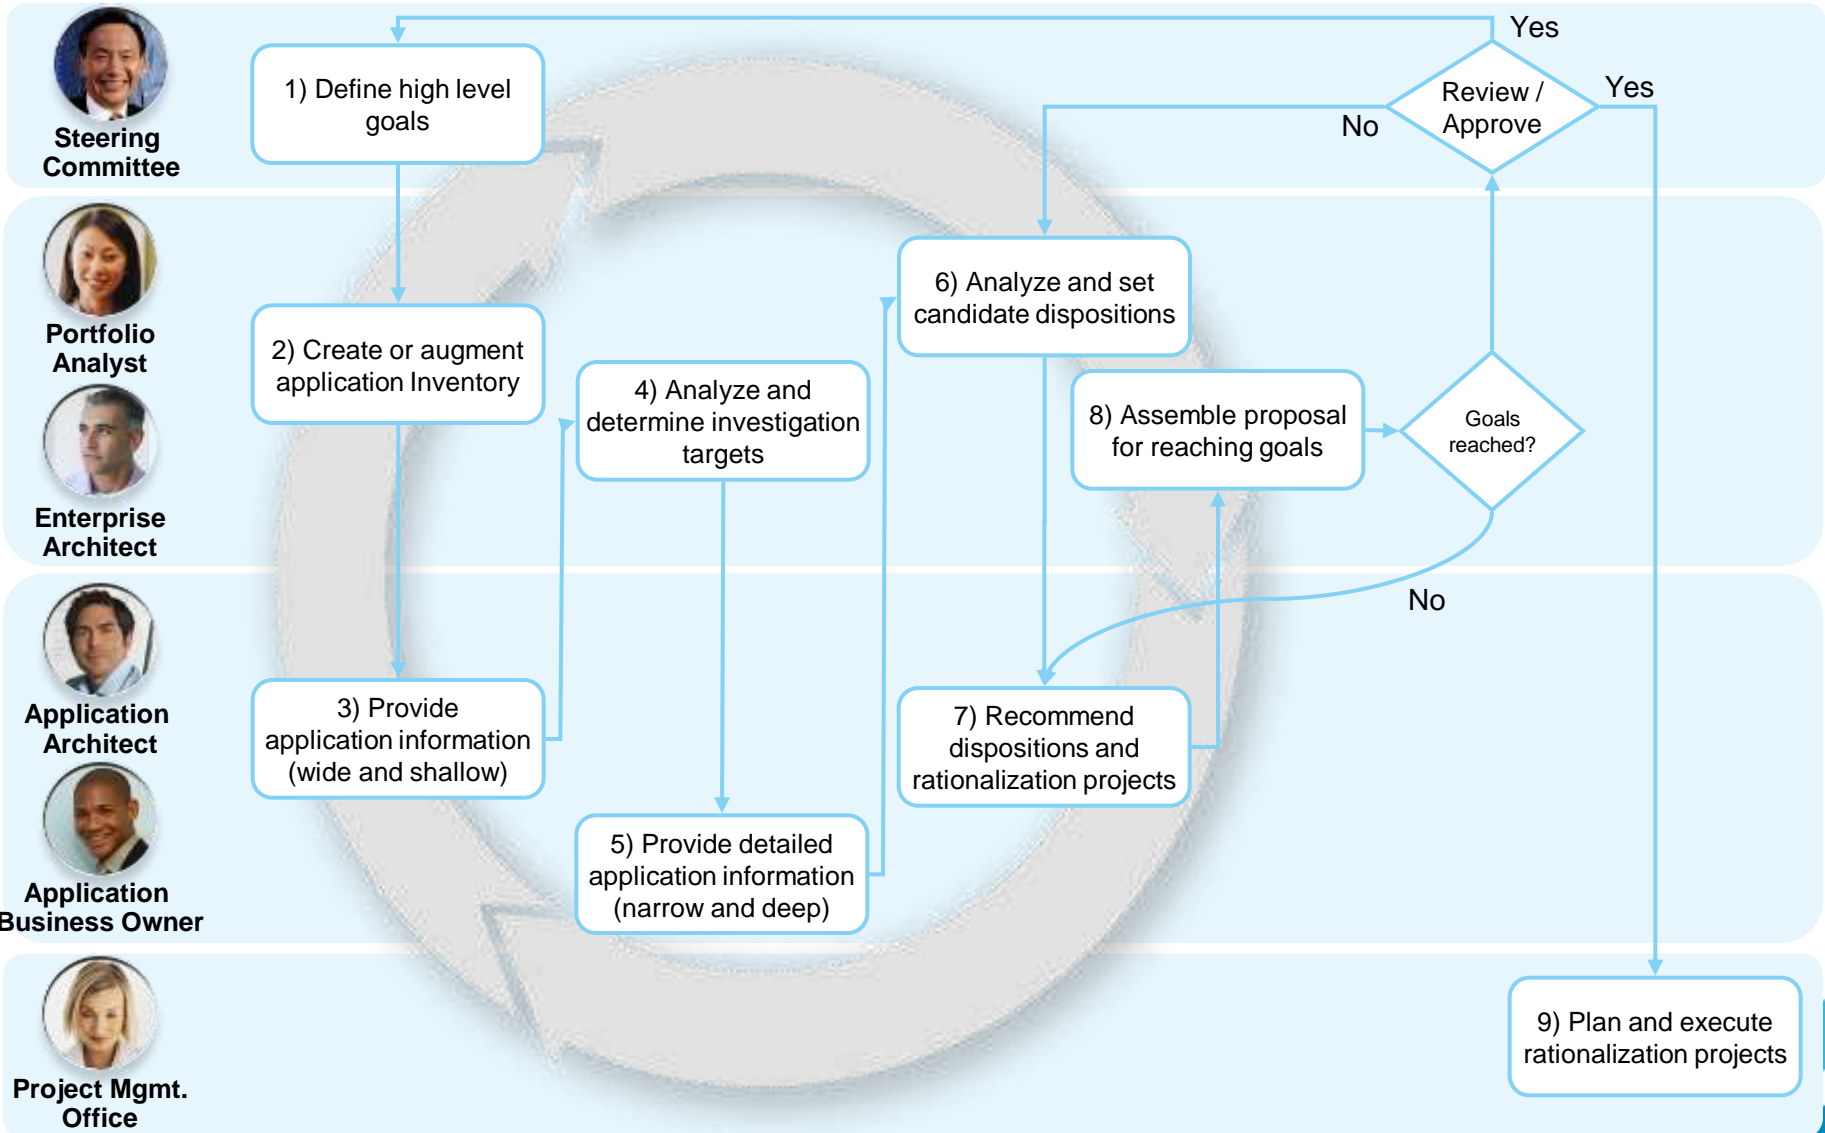 Steering
Committee
1) Define high level
goals
Yes
Review /
Approve
Yes
No
Portfolio
Analyst
Enterprise
Architect
2) Create or augment
application Inventory
4) Analyze and
determine investigation
targets
6) Analyze and set
candidate dispositions
8) Assemble proposal
for reaching goals
Goals
reached?
No
Application
Architect
Application
Business Owner
3) Provide
application information
(wide and shallow)
5) Provide detailed
application information
(narrow and deep)
7) Recommend
dispositions and
rationalization projects
Project Mgmt.
Office
9) Plan and execute
rationalization projects